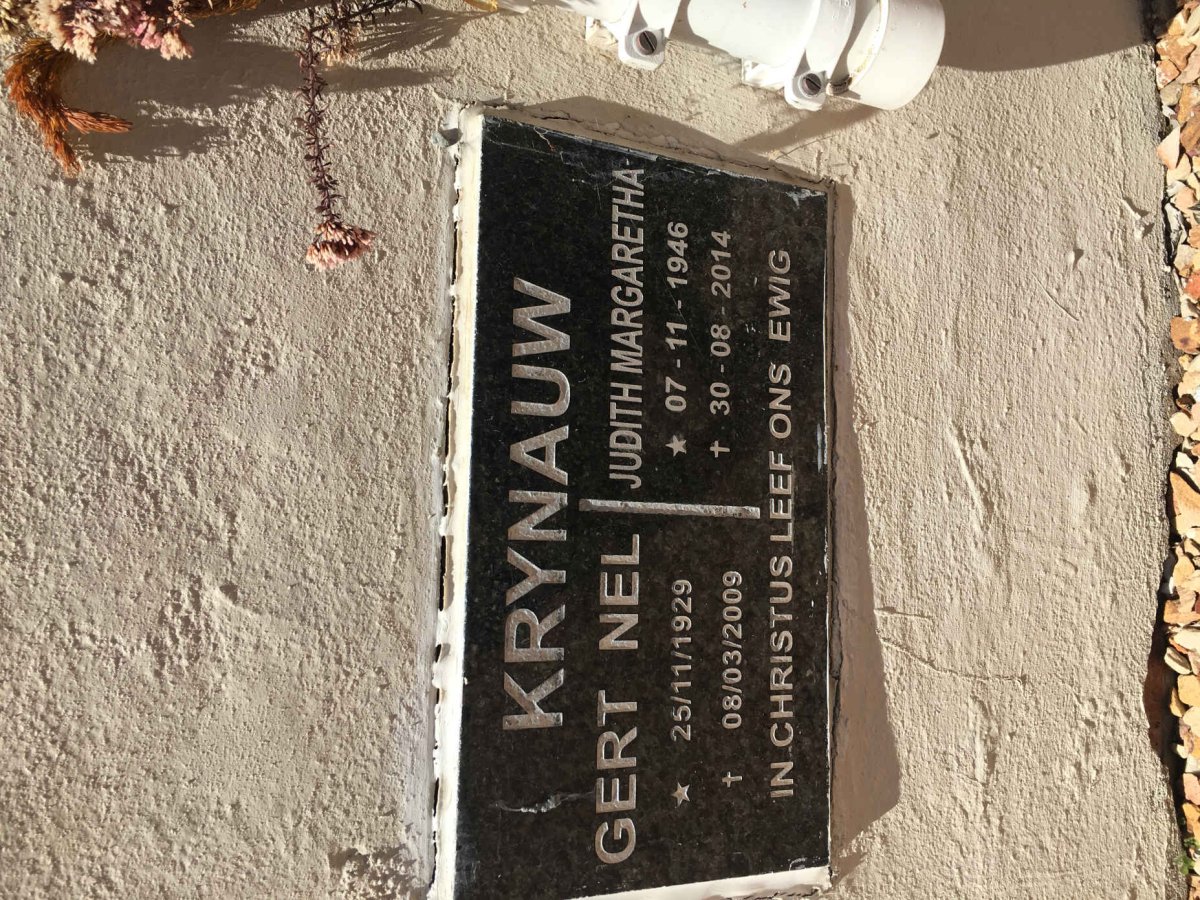 KRYNAUW
GERT NEL
★ 25/11/1929
† 08/03/2009
JUDITH MARGARETHA
★ 07 - 11 - 1946
† 30 - 08 - 2014
IN CHRISTUS LEEF ONS EWIG